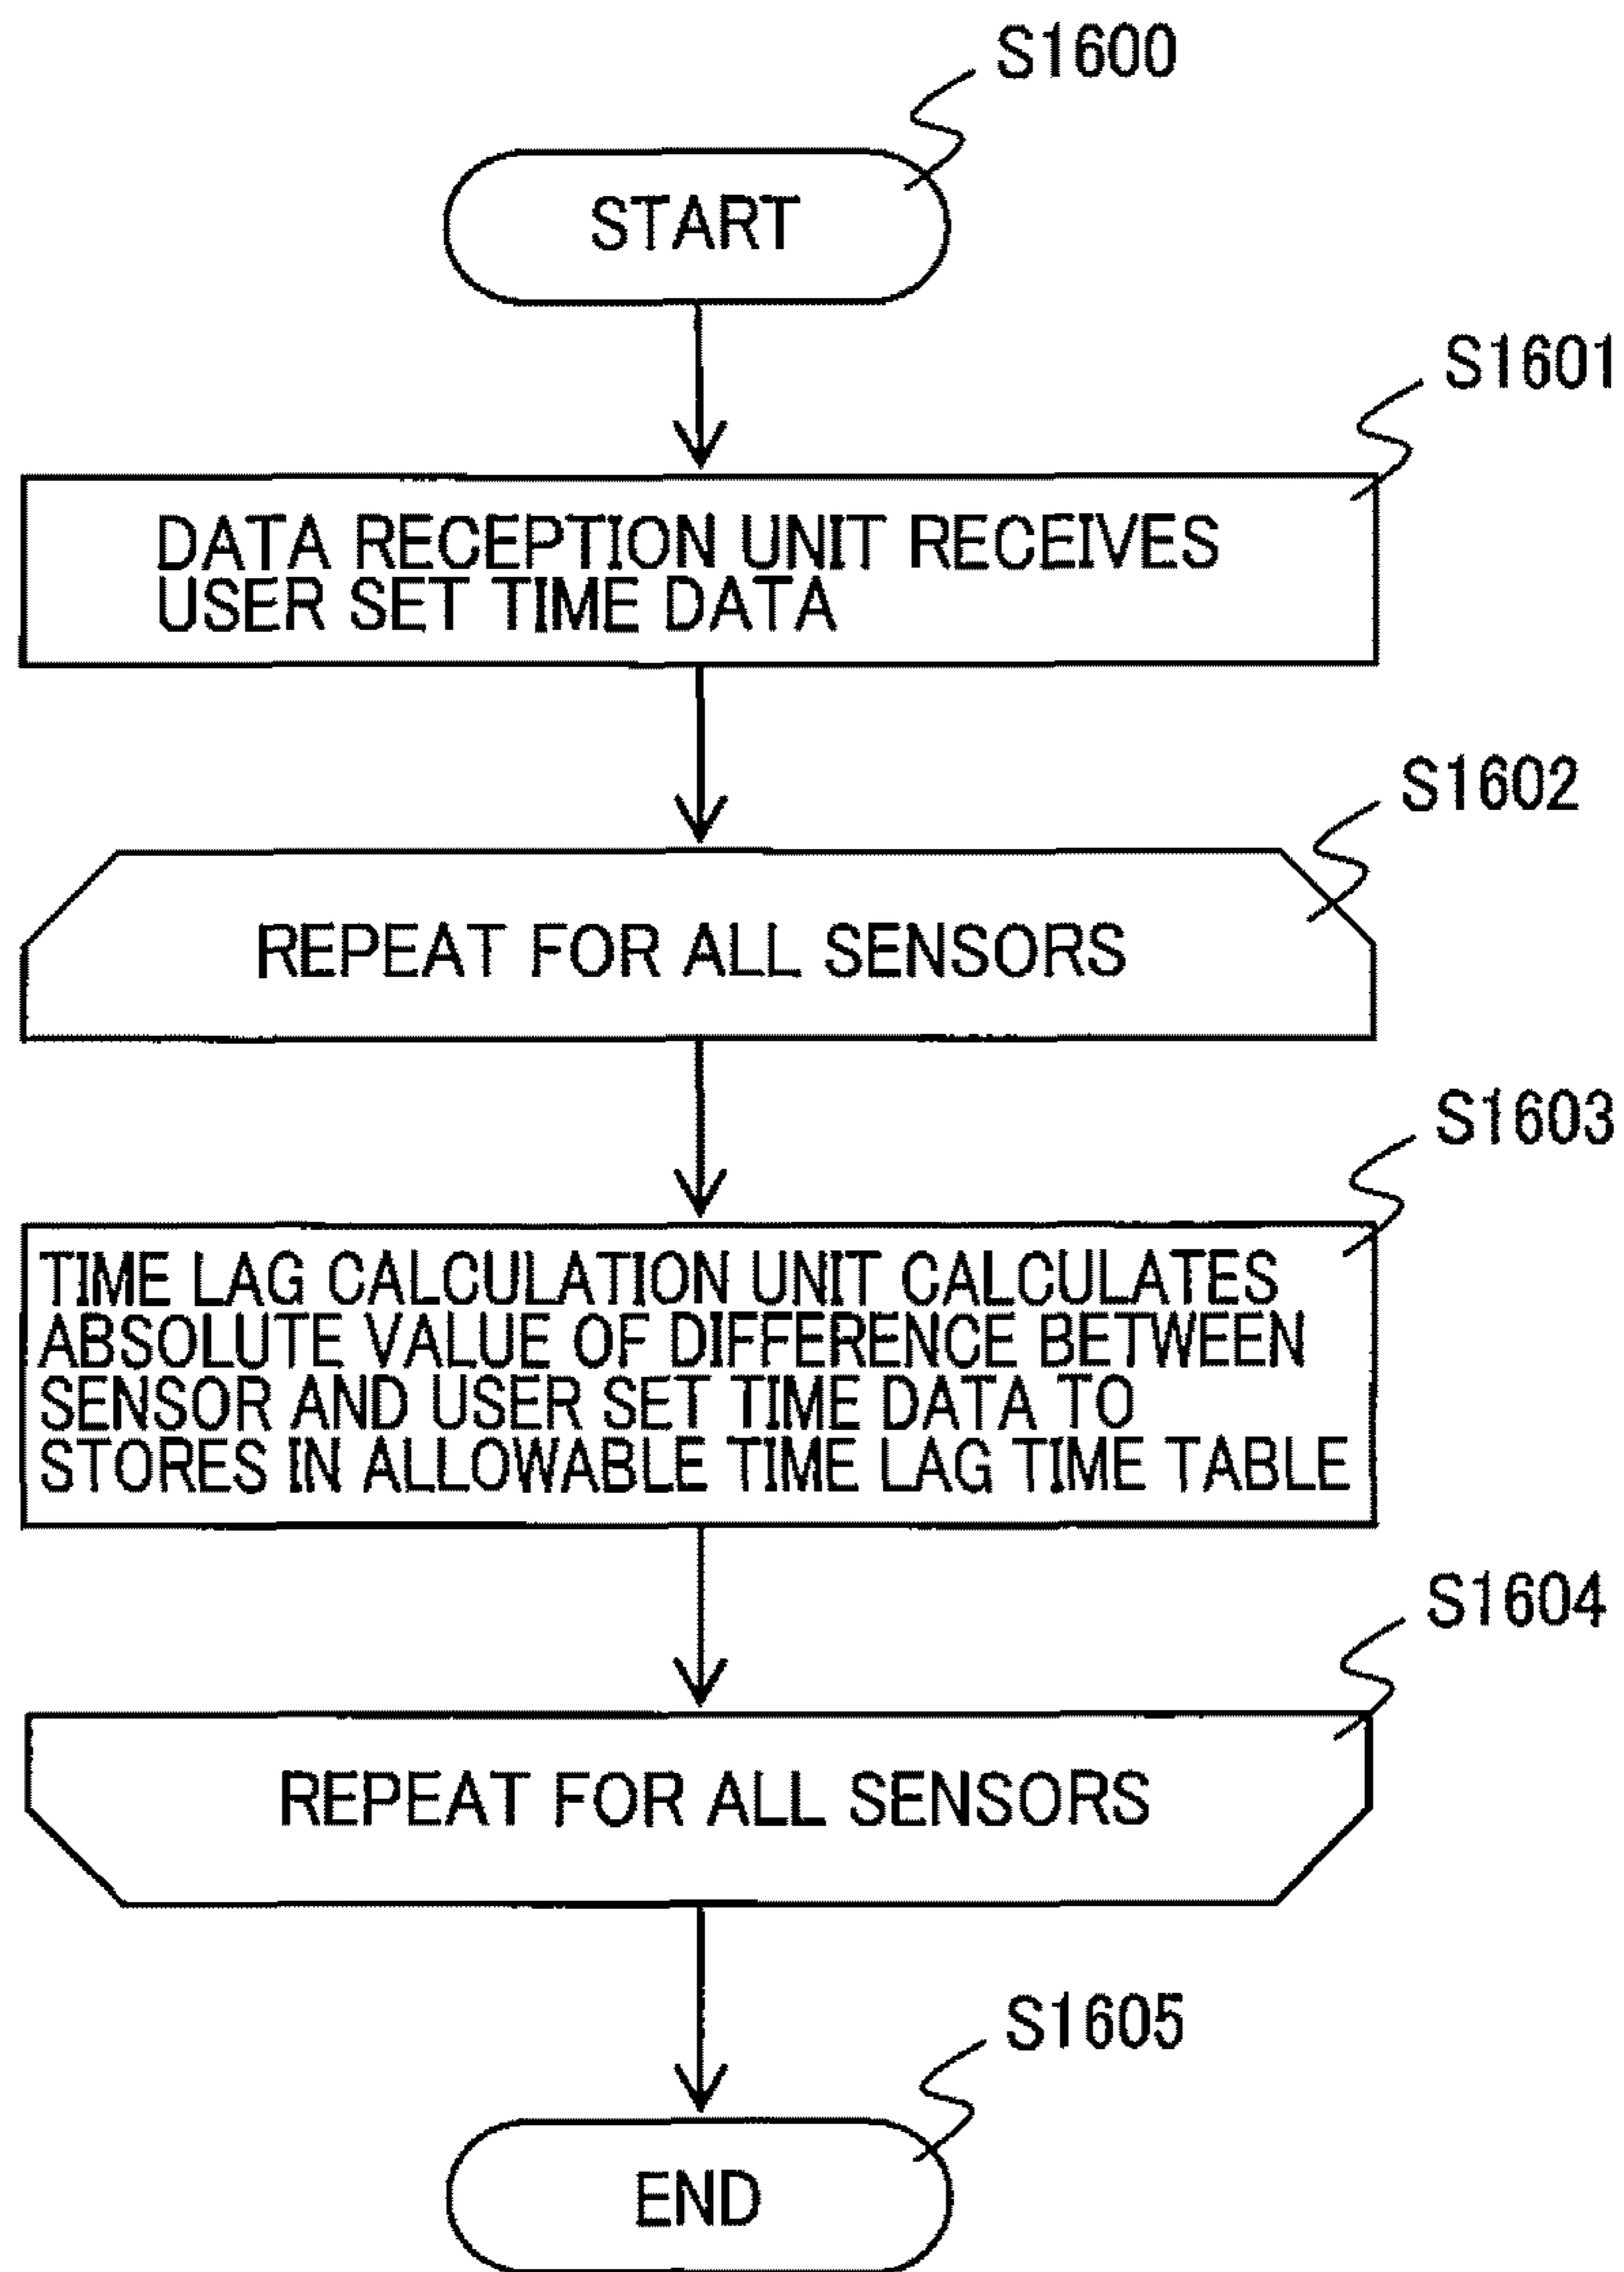 S1600
START
S1601
DATA RECEPTION UNIT RECEIVES
USER SET TIME DATA
S1602
REPEAT FOR ALL SENSORS
S1603
TIME LAG CALCULATION UNIT CALCULATES
ABSOLUTE VALUE OF DIFFERENCE BETWEEN
SENSOR AND USER SET TIME DATA TO
STORES IN ALLOWABLE TIME LAG TIME TABLE
S1604
REPEAT FOR ALL SENSORS
S1605
END